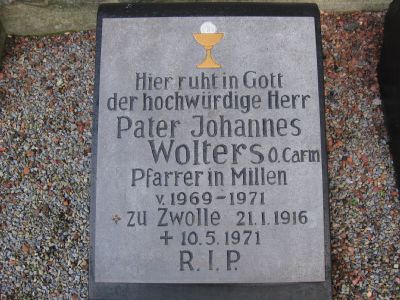 Hier ruht in Gott
der hochwürdige Herr
Pater Johannes
Wolters O. Carm
Pfarrer in Millen
v. 1969-1971
* zu Zwolle 21.1.1916
+ 10.5.1971
R.I.P.